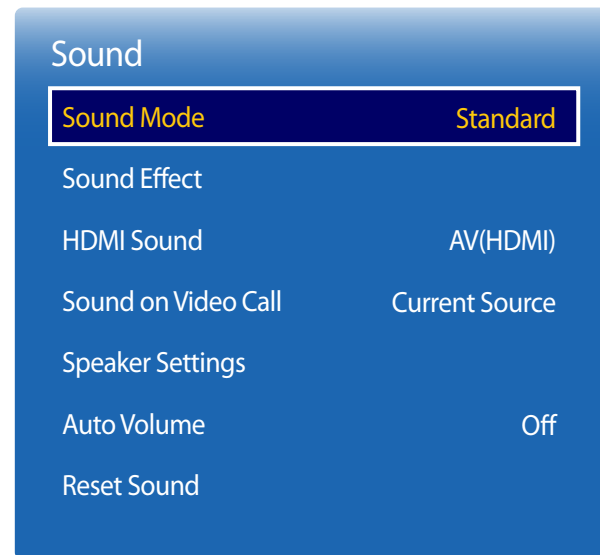 Sound
Sound Mode Standard
Sound Effect
HDMI Sound AV(HDMI)
Sound on Video Call Current Source
Speaker Settings
Auto Volume Off
Reset Sound